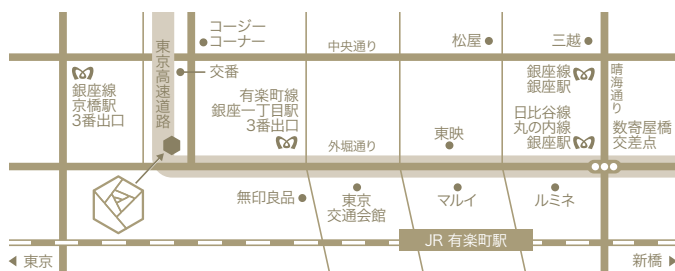 コージー
コーナー
中央通り
松屋
三越
東京高速道路
交番
銀座線
京橋駅
3番出口
有楽町線
銀座一丁目駅
3番出口
銀座線
銀座駅
晴海通り
日比谷線
丸の内線
銀座駅
数寄屋橋
交差点
東映
外堀通り
無印良品
東京
交通会館
マルイ
ルミネ
JR 有楽町駅
東京
新橋